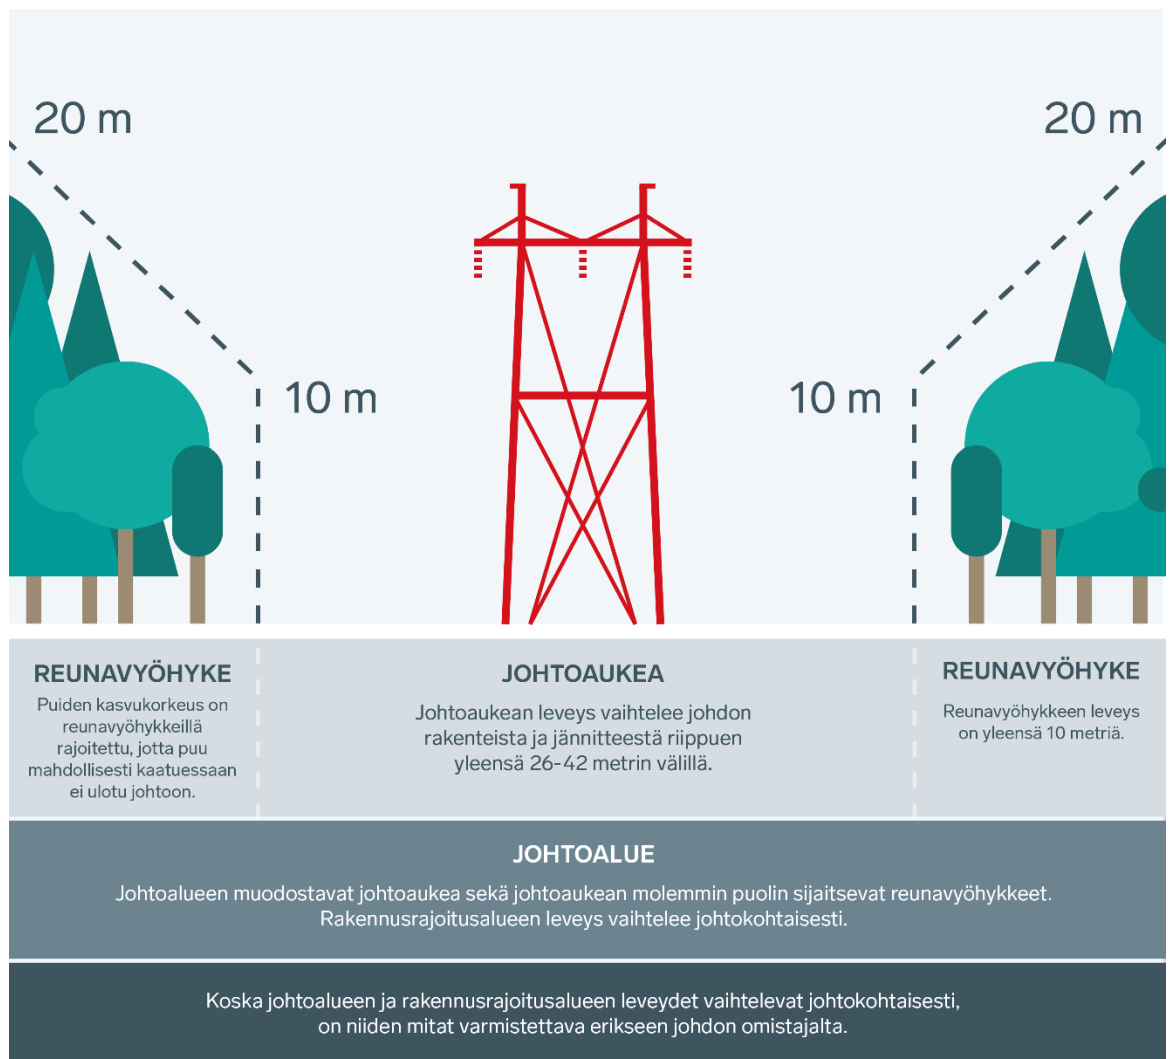 20 m
20 m
10 m
10 m
REUNAVYÖHYKE
Puiden kasvukorkeus on
reunavyöhykkeillä
rajoitettu, jotta puu
mahdollisesti kaatuessaan
ei ulotu johtoon.
JOHTOAUKEA
Johtoaukean leveys vaihtelee johdon
rakenteista ja jännitteestä riippuen
yleensä 26-42 metrin välillä.
REUNAVYÖHYKE
Reunavyöhykkeen leveys
on yleensä 10 metriä.
JOHTOALUE
Johtoalueen muodostavat johtoaukea sekä johtoaukean molemmin puolin sijaitsevat reunavyöhykkeet.
Rakennusrajoitusalueen leveys vaihtelee johtokohtaisesti.
Koska johtoalueen ja rakennusrajoitusalueen leveydet vaihtelevat johtokohtaisesti,
on niiden mitat varmistettava erikseen johdon omistajalta.